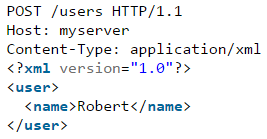 POST /users HTTP/1.1
Host: myserver
Content-Type: application/xml
<?xml version="1.0"?>
<user>
  <name>Robert</name>
</user>